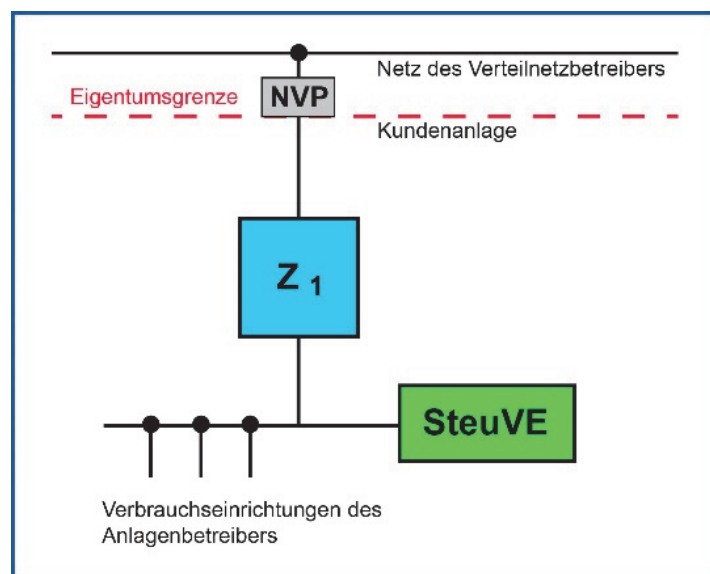 Netz des Verteilnetzbetreibers
Eigentumsgrenze
NVP
Kundenanlage
Z 1
SteuVE
Verbrauchseinrichtungen des
Anlagenbetreibers